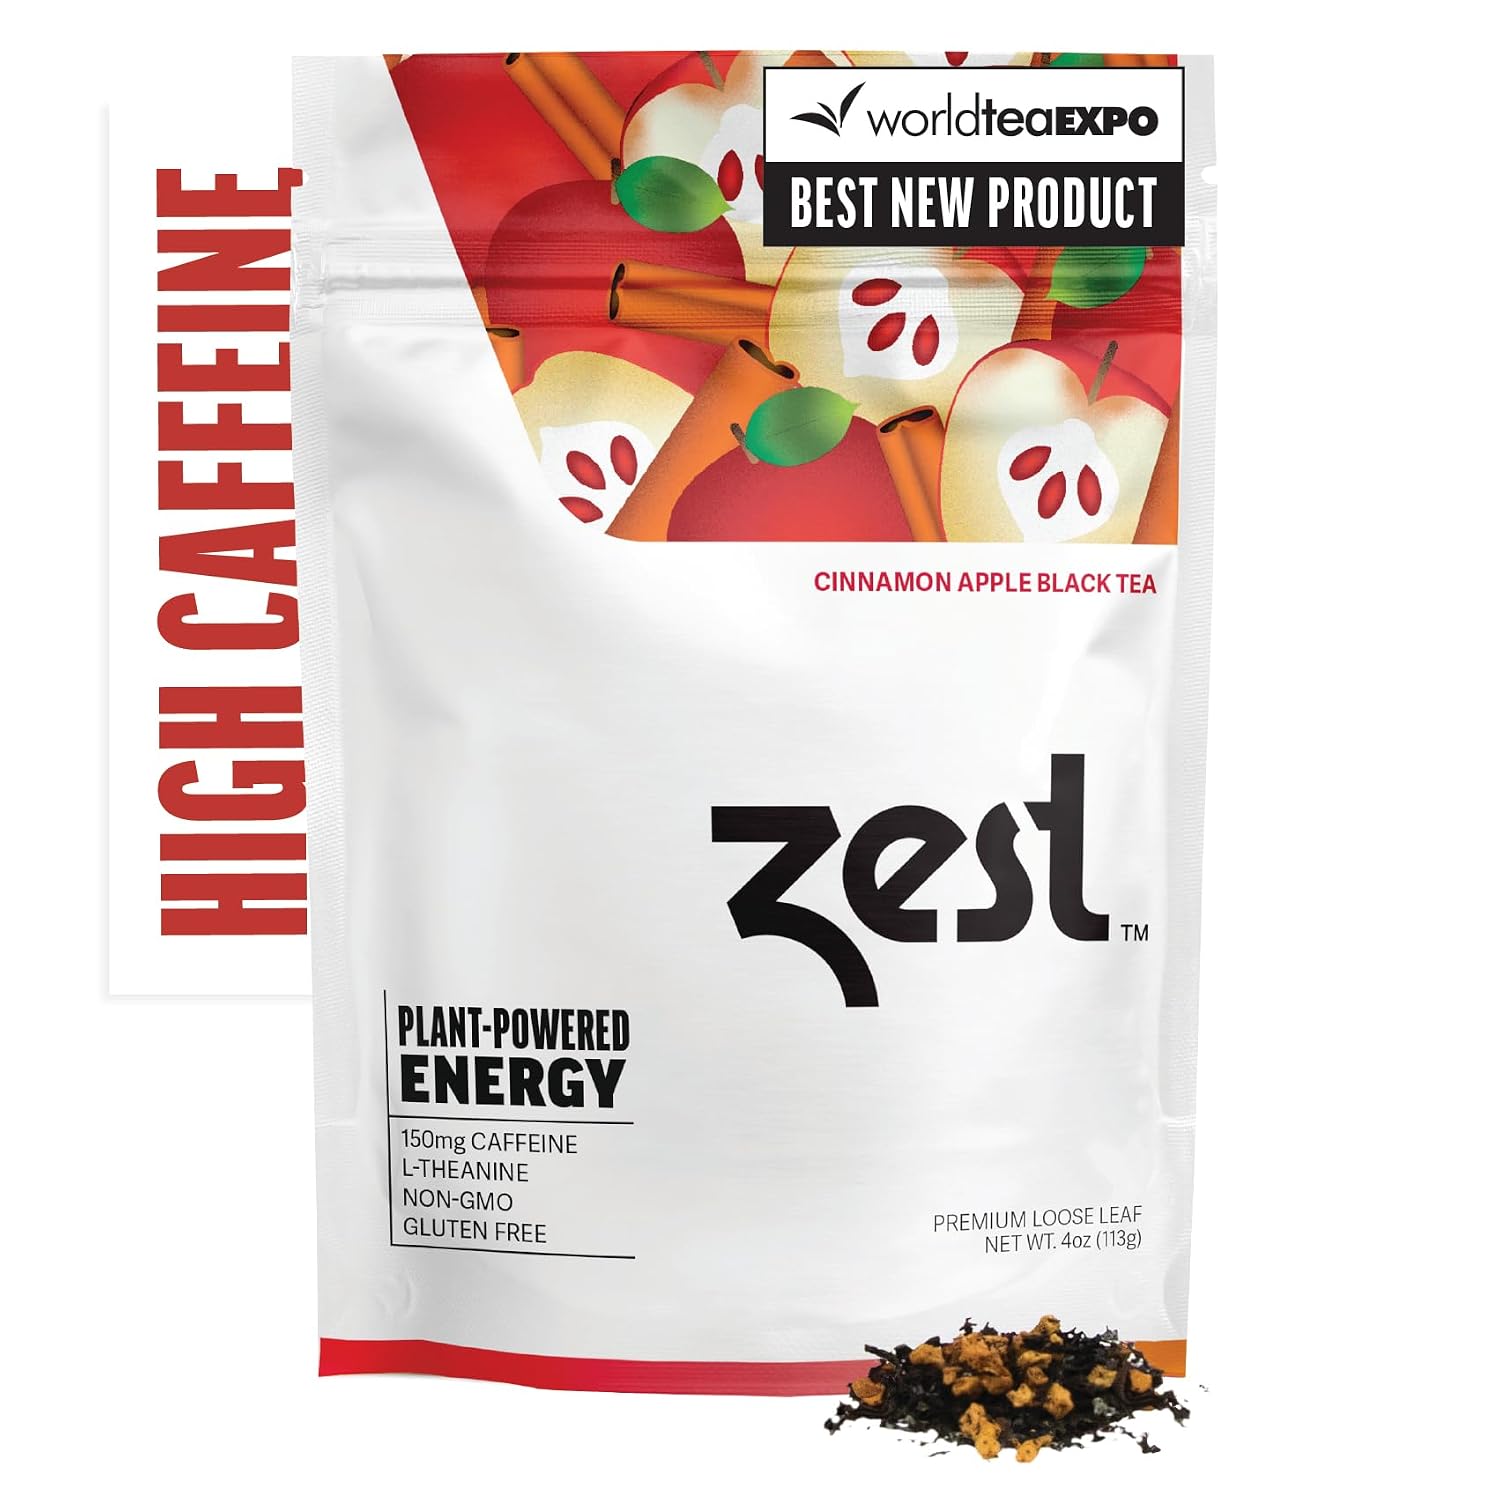 HIGH CAFFEINE
worldteaEXPO
BEST NEW PRODUCT
CINNAMON APPLE BLACK TEA
zest™
PLANT-POWERED
ENERGY
150mg CAFFEINE
L-THEANINE
NON-GMO
GLUTEN FREE
PREMIUM LOOSE LEAF
NET WT. 4oz (113g)